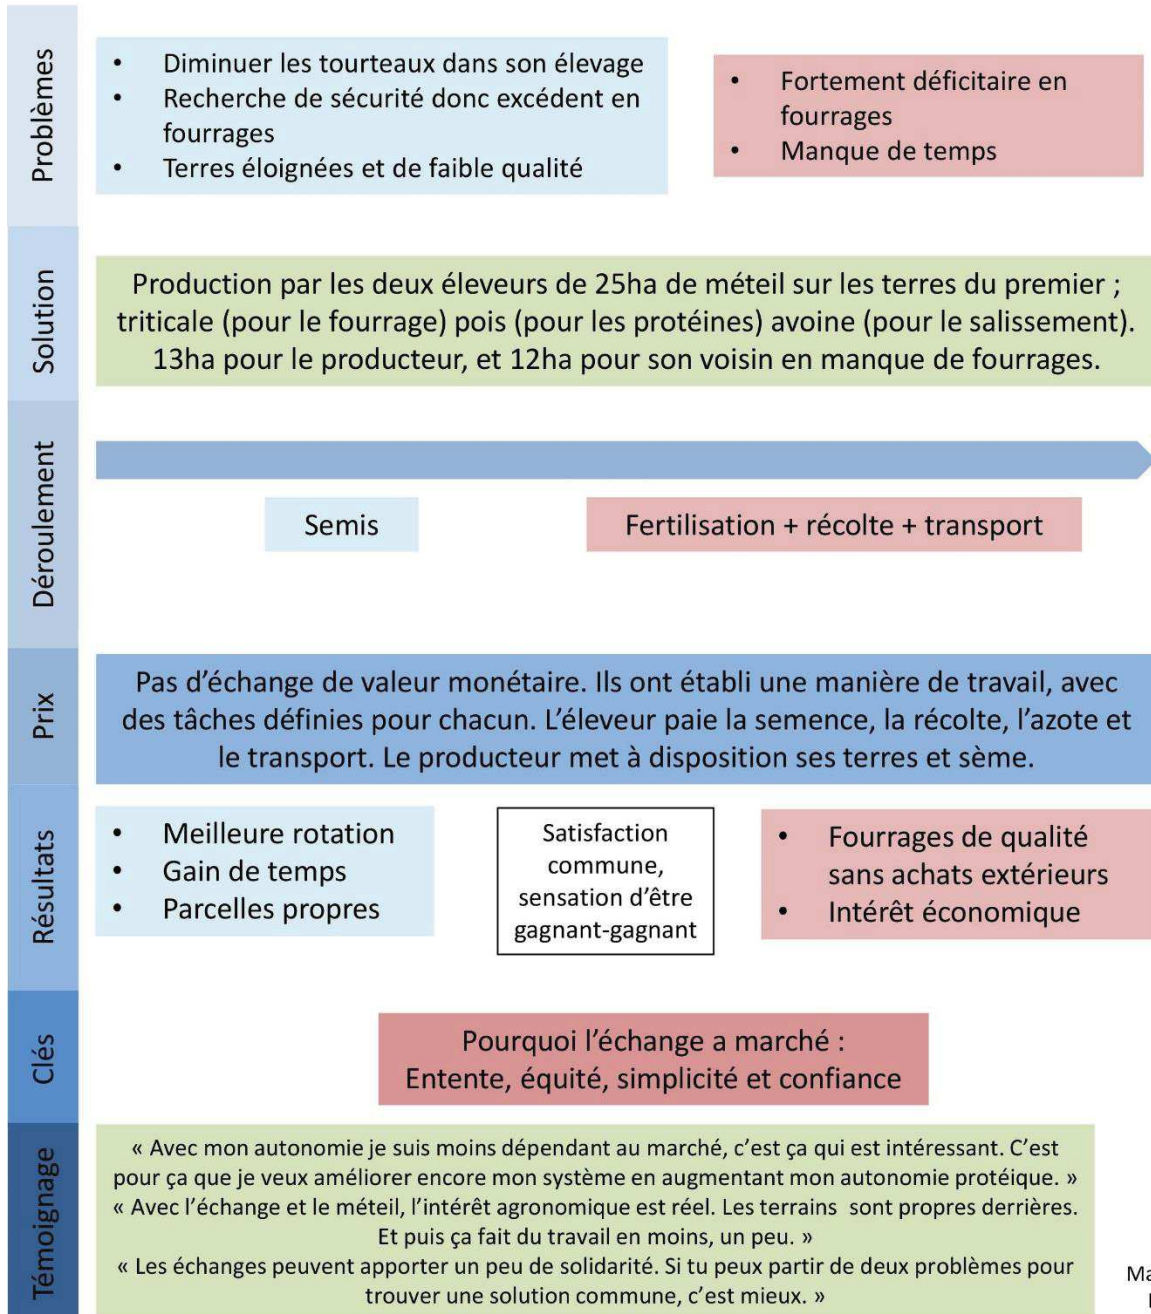 Problèmes
• Diminuer les tourteaux dans son élevage
• Recherche de sécurité donc excédent en
fourrages
• Terres éloignées et de faible qualité
• Fortement déficitaire en
fourrages
• Manque de temps
Solution
Production par les deux éleveurs de 25ha de méteil sur les terres du premier ;
triticale (pour le fourrage) pois (pour les protéines) avoine (pour le salissement).
13ha pour le producteur, et 12ha pour son voisin en manque de fourrages.
Déroulement
Semis
Fertilisation + récolte + transport
Prix
Pas d’échange de valeur monétaire. Ils ont établi une manière de travail, avec
des tâches définies pour chacun. L’éleveur paie la semence, la récolte, l’azote et
le transport. Le producteur met à disposition ses terres et sème.
Résultats
• Meilleure rotation
• Gain de temps
• Parcelles propres
Satisfaction
commune,
sensation d’être
gagnant-gagnant
• Fourrages de qualité
sans achats extérieurs
• Intérêt économique
Clés
Pourquoi l’échange a marché :
Entente, équité, simplicité et confiance
Témoignage
« Avec mon autonomie je suis moins dépendant au marché, c’est ça qui est intéressant. C’est
pour ça que je veux améliorer encore mon système en augmentant mon autonomie protéique. »
« Avec l’échange et le méteil, l’intérêt agronomique est réel. Les terrains sont propres derrières.
Et puis ça fait du travail en moins, un peu. »
« Les échanges peuvent apporter un peu de solidarité. Si tu peux partir de deux problèmes pour
trouver une solution commune, c’est mieux. »
Ma